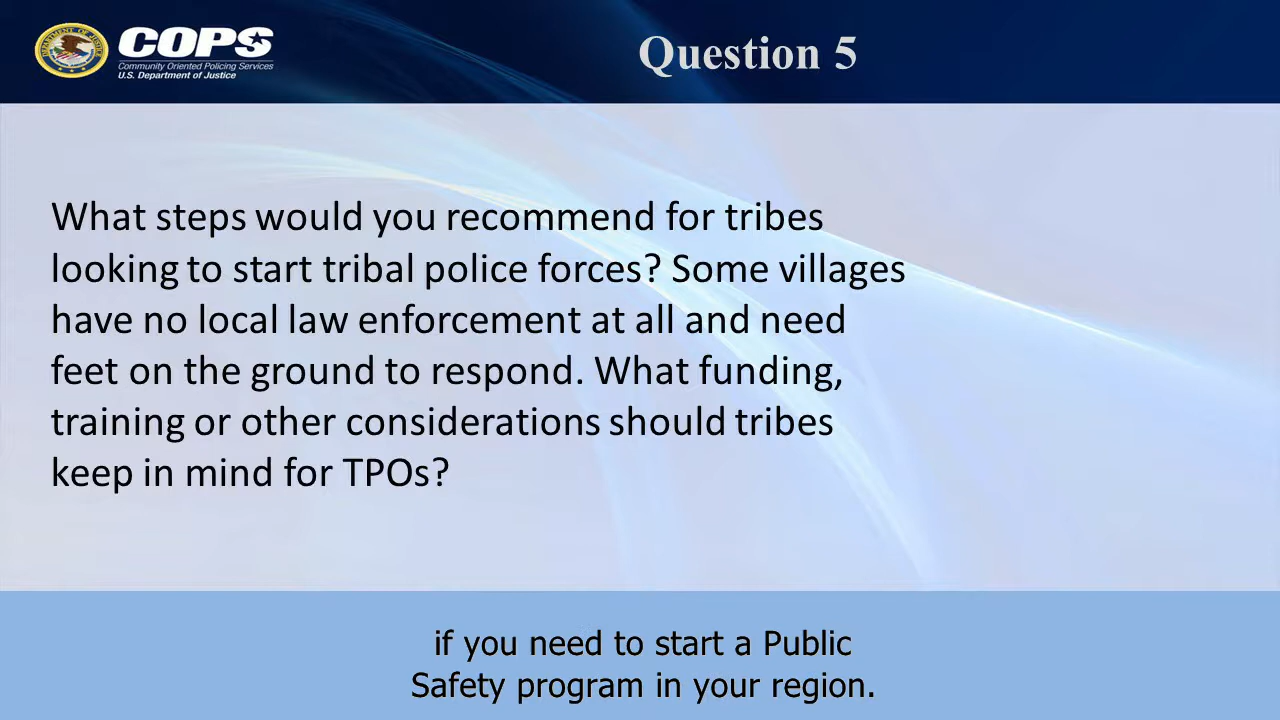 COPS
Community Oriented Policing Services
U.S. Department of Justice
Question 5
What steps would you recommend for tribes
looking to start tribal police forces? Some villages
have no local law enforcement at all and need
feet on the ground to respond. What funding,
training or other considerations should tribes
keep in mind for TPOs?
if you need to start a Public
Safety program in your region.